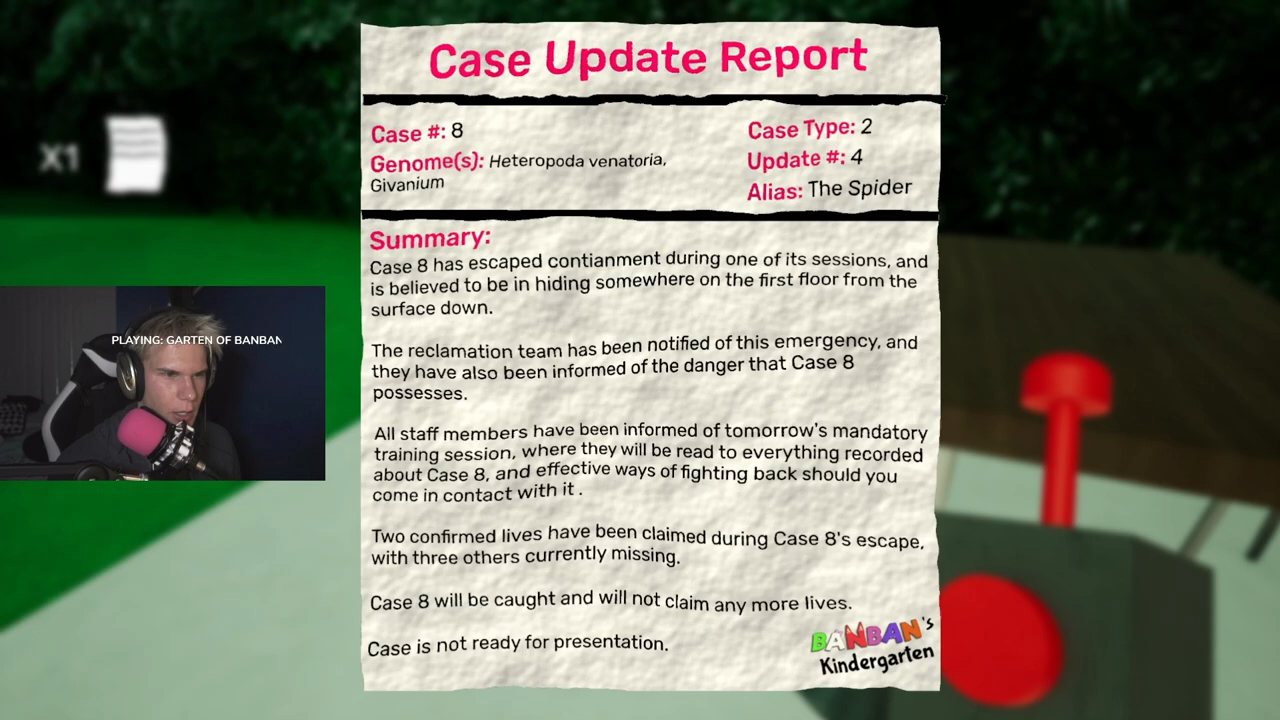 Case Update Report
X1
Case #: 8
Genome(s): Heteropoda venatoria,
Givanium
Case Type: 2
Update #: 4
Alias: The Spider
Summary:
Case 8 has escaped contianment during one of its sessions, and
is believed to be in hiding somewhere on the first floor from the
surface down.
The reclamation team has been notified of this emergency, and
they have also been informed of the danger that Case 8
possesses.
All staff members have been informed of tomorrow's mandatory
training session, where they will be read to everything recorded
about Case 8, and effective ways of fighting back should you
come in contact with it .
Two confirmed lives have been claimed during Case 8's escape,
with three others currently missing.
Case 8 will be caught and will not claim any more lives.
Case is not ready for presentation.
BANBAN's
Kindergarten
PLAYING: GARTEN OF BANBAN